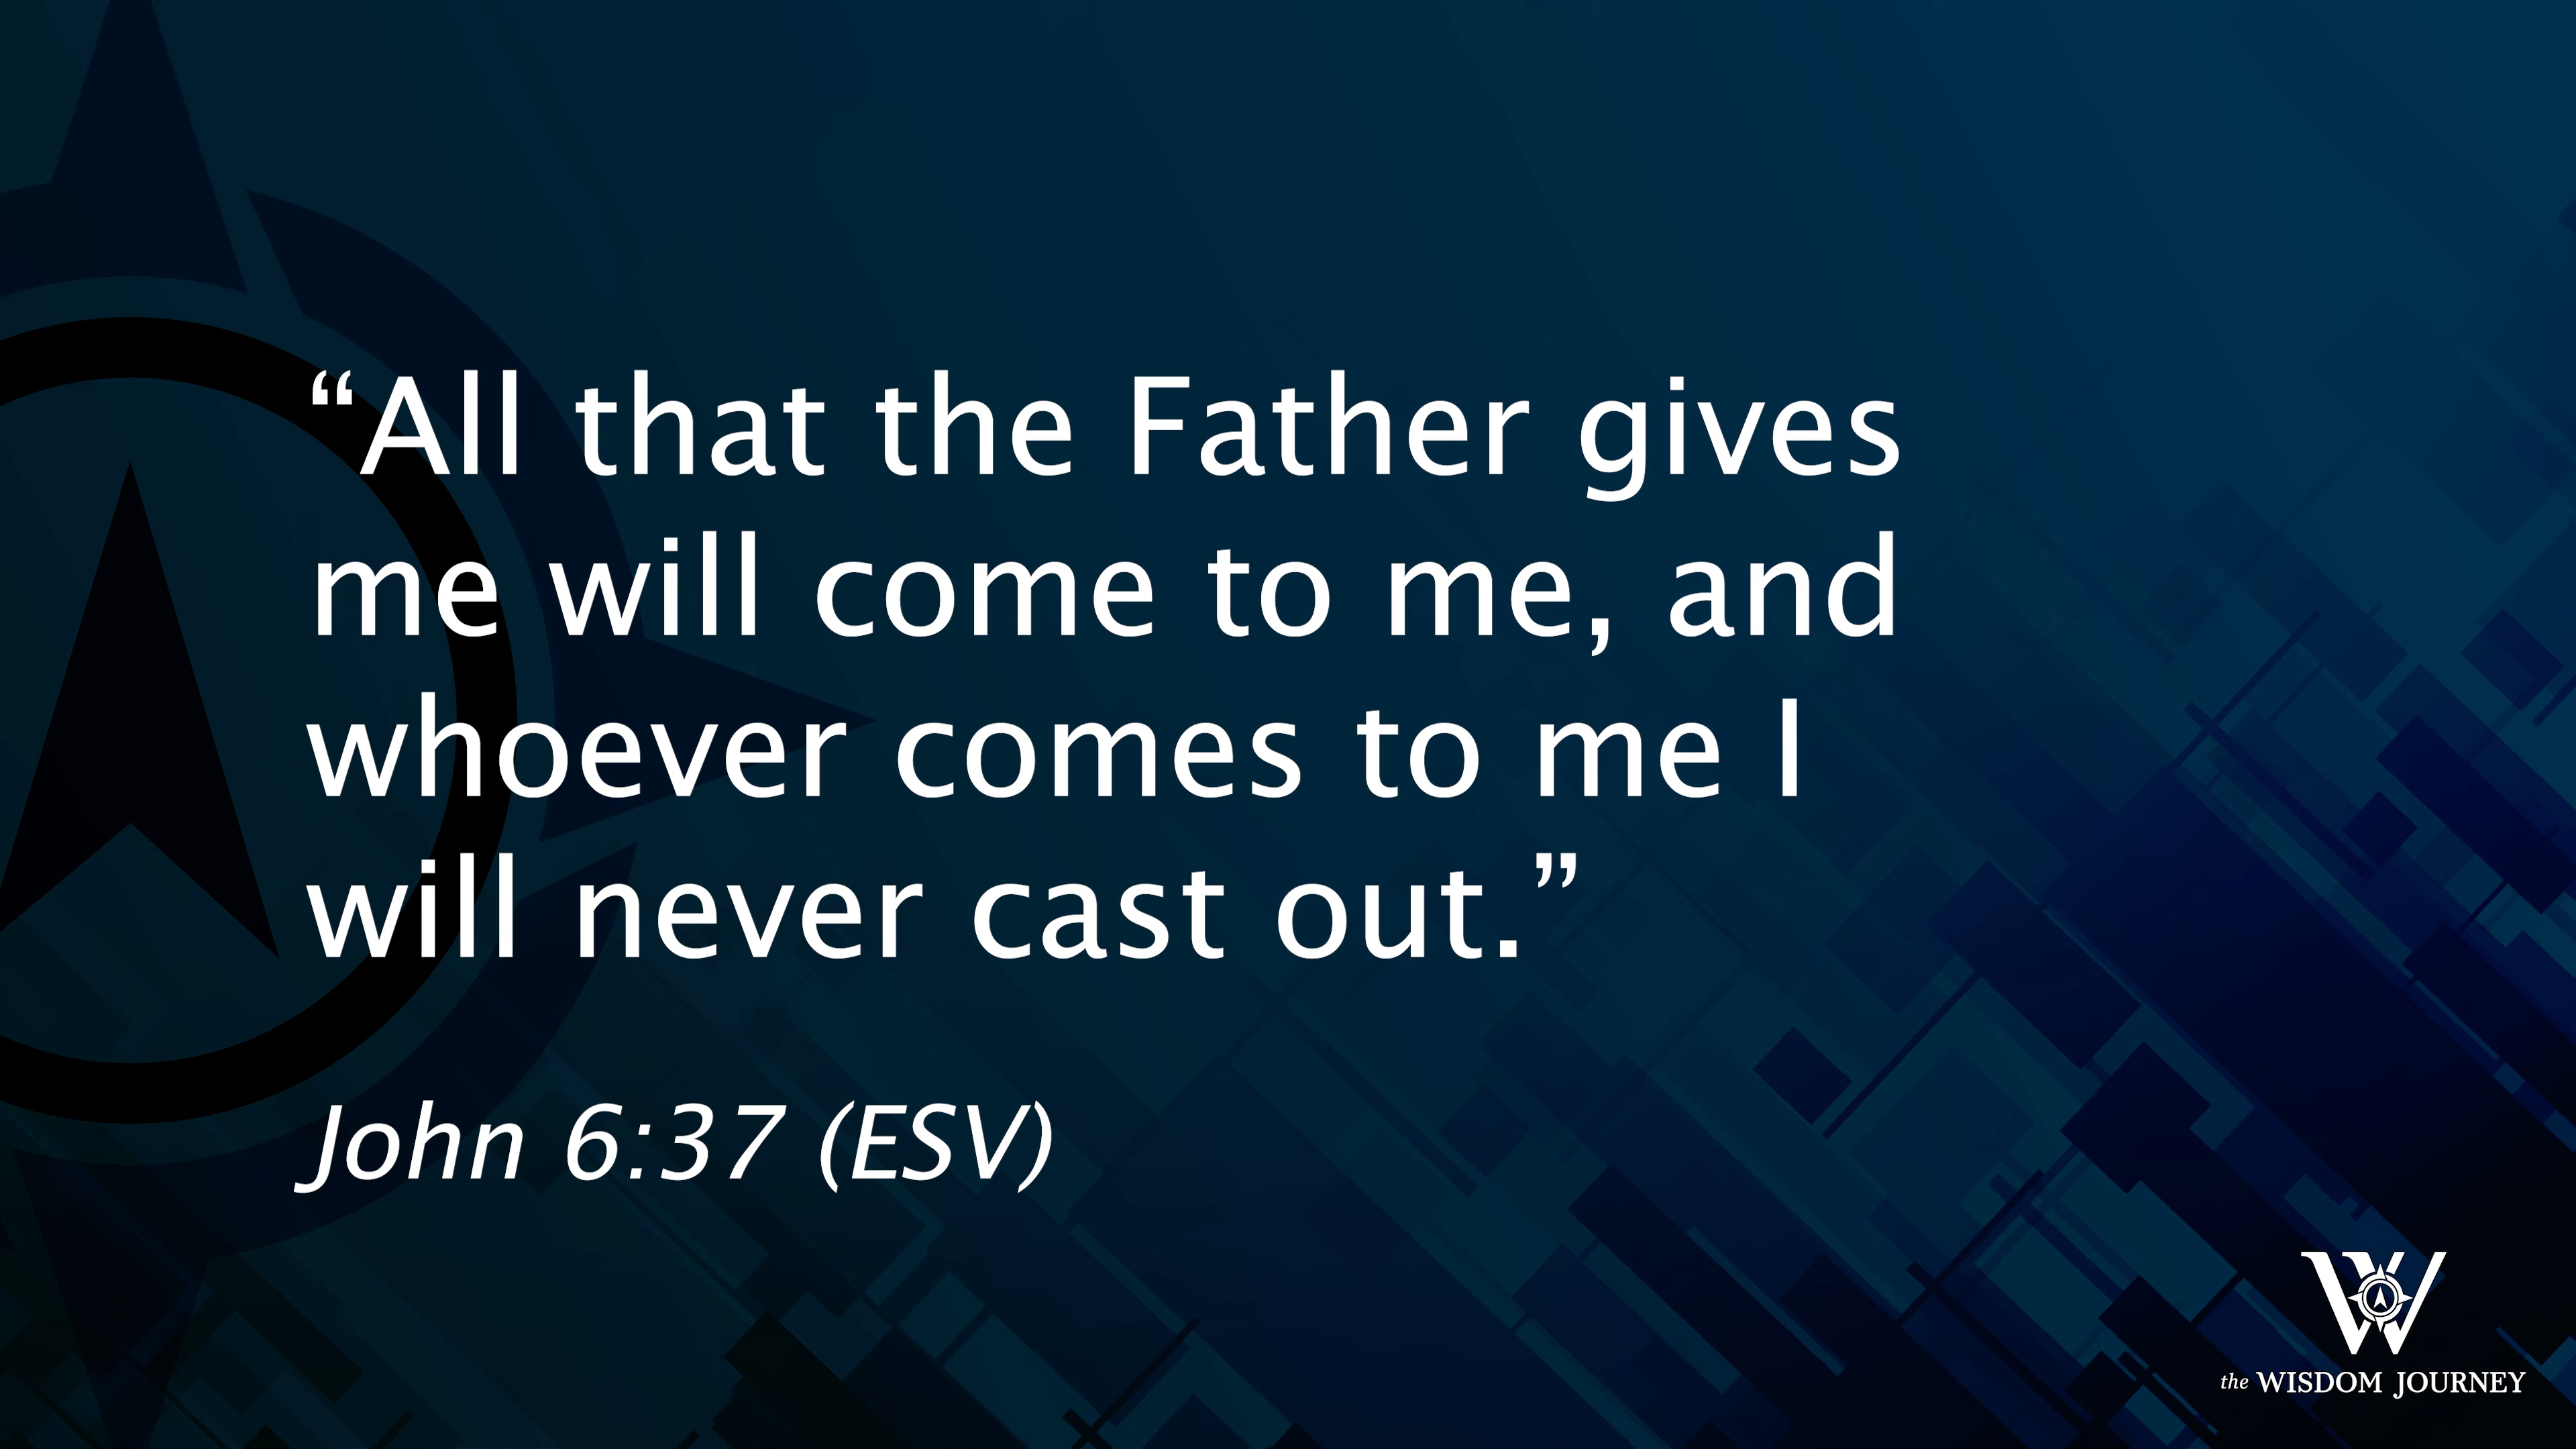 “All that the Father gives
me will come to me, and
whoever comes to me I
will never cast out.”
John 6:37 (ESV)
W
the WISDOM JOURNEY